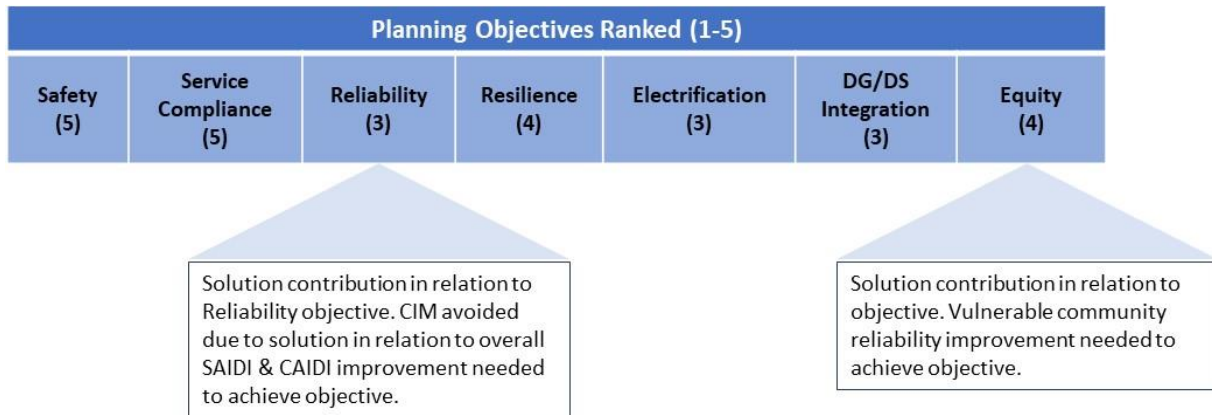 Planning Objectives Ranked (1-5)
Safety
(5)
Service
Compliance
(5)
Reliability
(3)
Resilience
(4)
Electrification
(3)
DG/DS
Integration
(3)
Equity
(4)
Solution contribution in relation to
Reliability objective. CIM avoided
due to solution in relation to overall
SAIDI & CAIDI improvement needed
to achieve objective.
Solution contribution in relation to
objective. Vulnerable community
reliability improvement needed to
achieve objective.